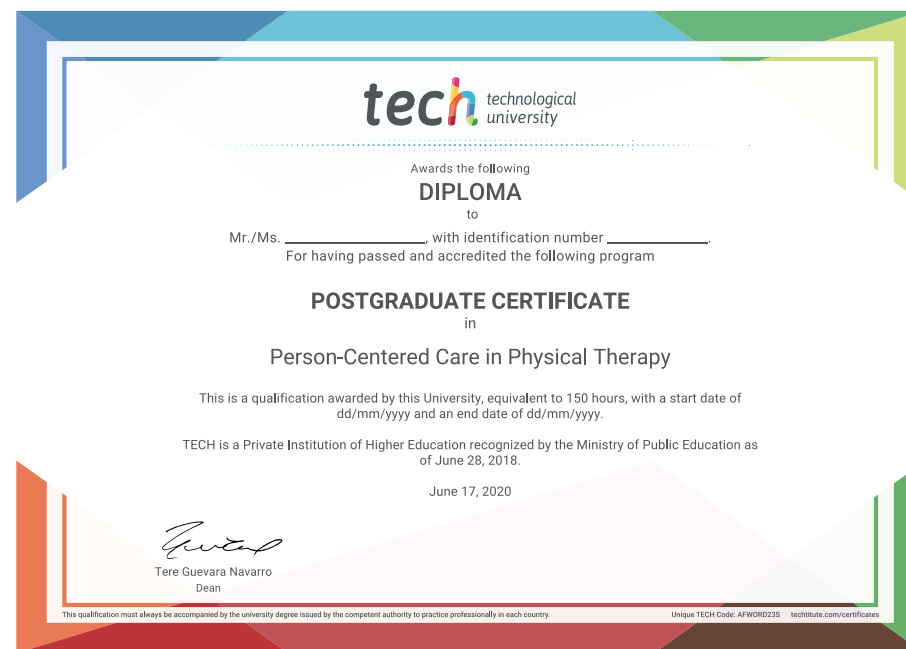 tech technological
university
Awards the following
DIPLOMA
to
Mr./Ms. ________________, with identification number ____________.
For having passed and accredited the following program
POSTGRADUATE CERTIFICATE
in
Person-Centered Care in Physical Therapy
This is a qualification awarded by this University, equivalent to 150 hours, with a start date of
dd/mm/yyyy and an end date of dd/mm/yyyy.
TECH is a Private Institution of Higher Education recognized by the Ministry of Public Education as
of June 28, 2018.
June 17, 2020
Tere Guevara Navarro
Dean
This qualification must always be accompanied by the university degree issued by the competent authority to practice professionally in each country. Unique TECH Code: AFWORD23S techtitute.com/certificates